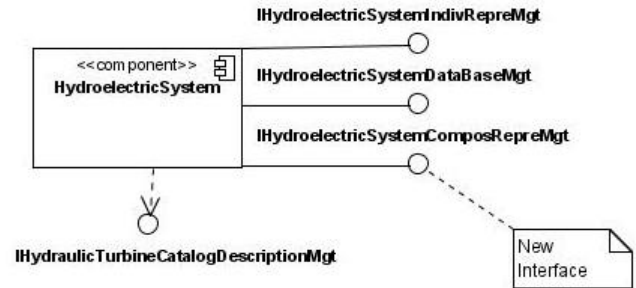 IHydroelectricSystemIndivRepreMgt
<<component>>
HydroelectricSystem
IHydroelectricSystemDataBaseMgt
IHydroelectricSystemComposRepreMgt
IHydraulicTurbineCatalogDescriptionMgt
New
Interface